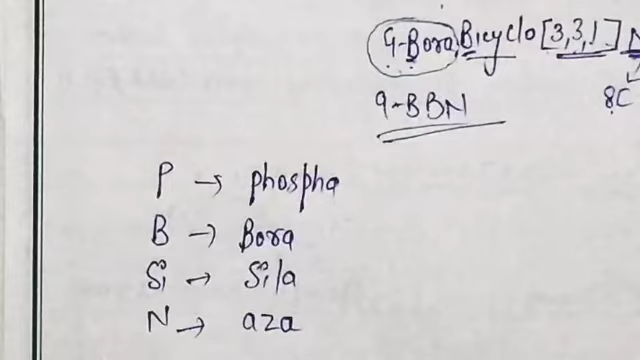 9-Bora Bicyclo [3,3,1] N
8C
9-BBN
P → phospha
B → Bora
Si → Sila
N → aza